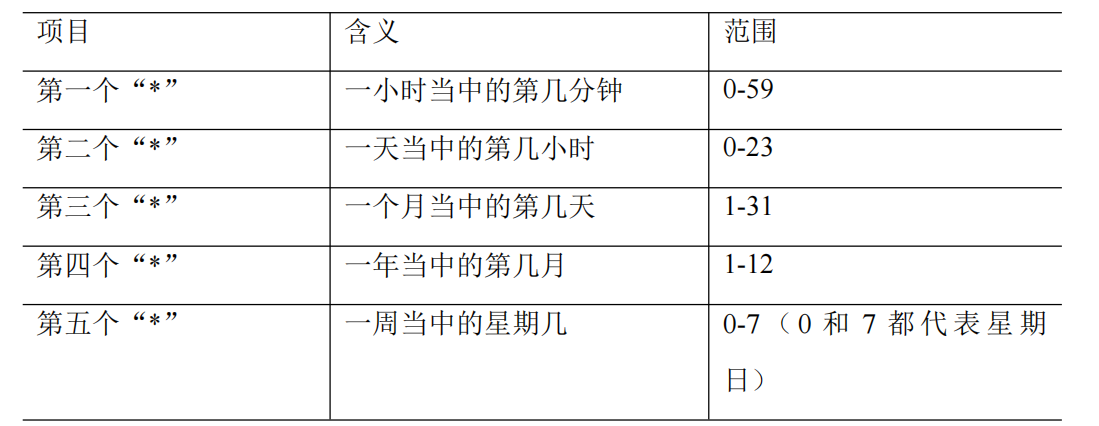 项目 含义 范围
第一个“*” 一小时当中的第几分钟 0-59
第二个“*” 一天当中的第几小时 0-23
第三个“*” 一个月当中的第几天 1-31
第四个“*” 一年当中的第几月 1-12
第五个“*” 一周当中的星期几 0-7（0 和 7 都代表星期
日）